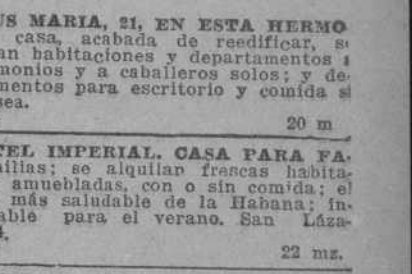 US MARIA, 21, EN ESTA HERMO
casa, acabada de reedificar, s
an habitaciones y departamentos
monios y a caballeros solos; y de-
mentos para escritorio y comida si
sea.
20 m
TEL IMPERIAL. CASA PARA FA-
ilias; se alquilan frescas habita-
amuebladas, con o sin comida; el
más saludable de la Habana; in-
able para el verano. San Láza-
4.
22 mz.